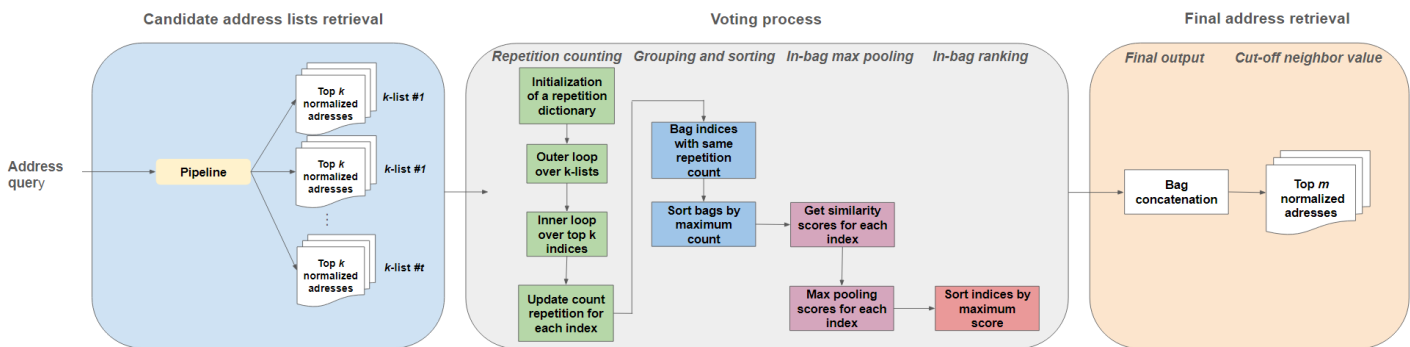 Candidate address lists retrieval
Address
query
Pipeline
Top k
normalized
adresses
k-list #1
Top k
normalized
adresses
k-list #1
⋮
Top k
normalized
adresses
k-list #t
Voting process
Repetition counting
Initialization
of a repetition
dictionary
Outer loop
over k-lists
Inner loop
over top k
indices
Update count
repetition for
each index
Grouping and sorting
Bag indices
with same
repetition
count
Sort bags by
maximum
count
In-bag max pooling
Get similarity
scores for each
index
Max pooling
scores for each
index
In-bag ranking
Sort indices by
maximum
score
Final address retrieval
Final output
Bag
concatenation
Cut-off neighbor value
Top m
normalized
adresses